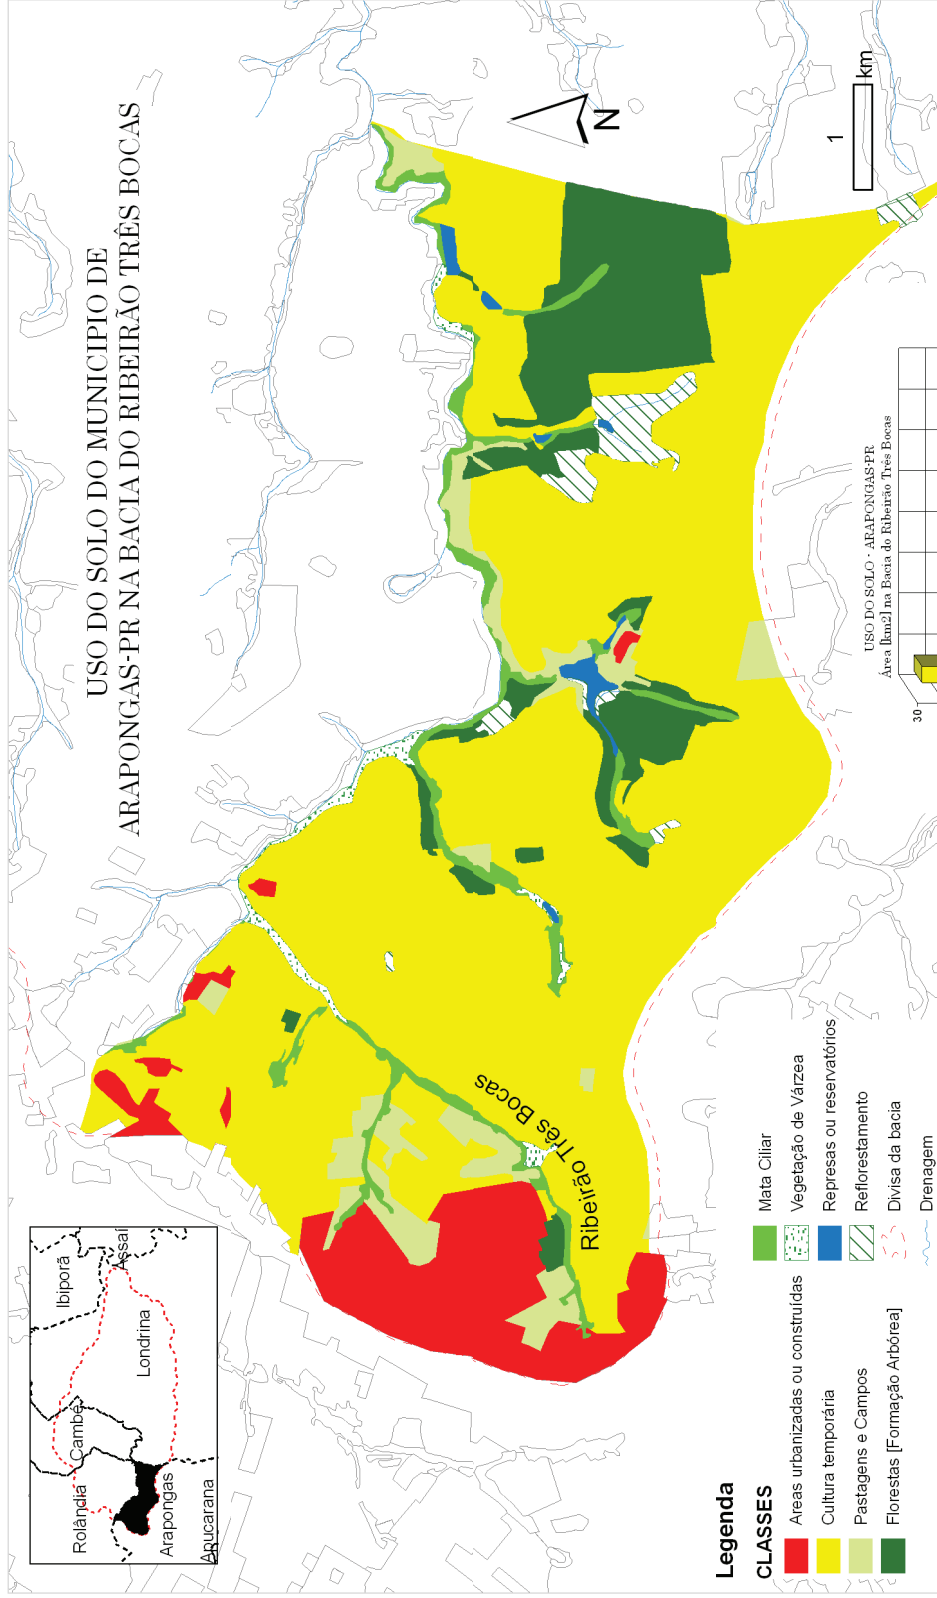 USO DO SOLO DO MUNICIPIO DE
ARAPONGAS-PR NA BACIA DO RIBEIRÃO TRÊS BOCAS
Ibiporã
Assaí
Rolândia
Cambé
Londrina
Arapongas
Apucarana
Ribeirão Três Bocas
N
1
km
Legenda
CLASSES
Áreas urbanizadas ou construídas
Cultura temporária
Pastagens e Campos
Florestas [Formação Arbórea]
Mata Ciliar
Vegetação de Várzea
Represas ou reservatórios
Reflorestamento
Divisa da bacia
Drenagem
USO DO SOLO - ARAPONGAS-PR
Área [km2] na Bacia do Ribeirão Três Bocas
30